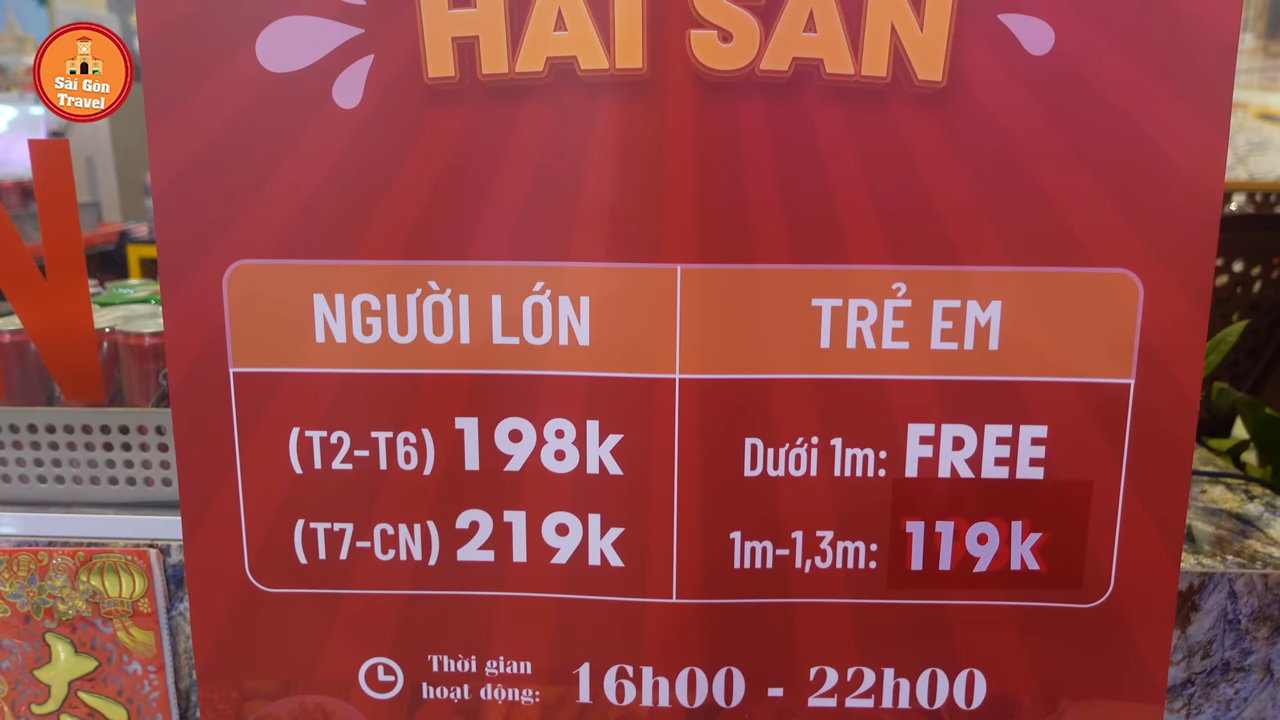 Sài Gòn
Travel
HẢI SẢN
NGƯỜI LỚN
TRẺ EM
(T2-T6) 198k
Dưới 1m: FREE
(T7-CN) 219k
1m-1,3m: 119k
Thời gian
hoạt động:
16h00 - 22h00